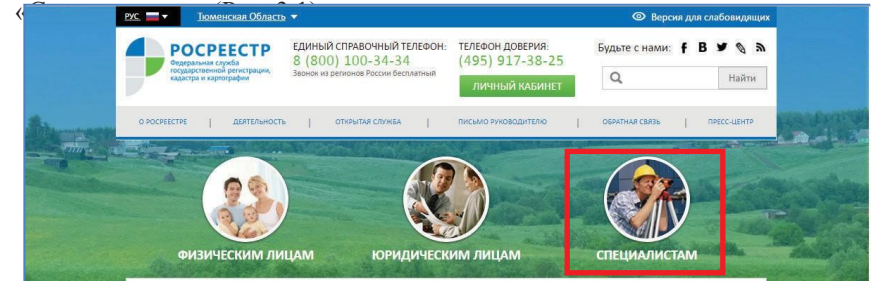 РУС Тюменская Область Версия для слабовидящих
РОСРЕЕСТР
Федеральная служба
государственной регистрации,
кадастра и картографии
ЕДИНЫЙ СПРАВОЧНЫЙ ТЕЛЕФОН:
8 (800) 100-34-34
Звонок из регионов России бесплатный
ТЕЛЕФОН ДОВЕРИЯ:
(495) 917-38-25
ЛИЧНЫЙ КАБИНЕТ
Будьте с нами:
Найти
О РОСРЕЕСТРЕ | ДЕЯТЕЛЬНОСТЬ | ОТКРЫТАЯ СЛУЖБА | ПИСЬМО РУКОВОДИТЕЛЮ | ОБРАТНАЯ СВЯЗЬ | ПРЕСС-ЦЕНТР
ФИЗИЧЕСКИМ ЛИЦАМ ЮРИДИЧЕСКИМ ЛИЦАМ СПЕЦИАЛИСТАМ